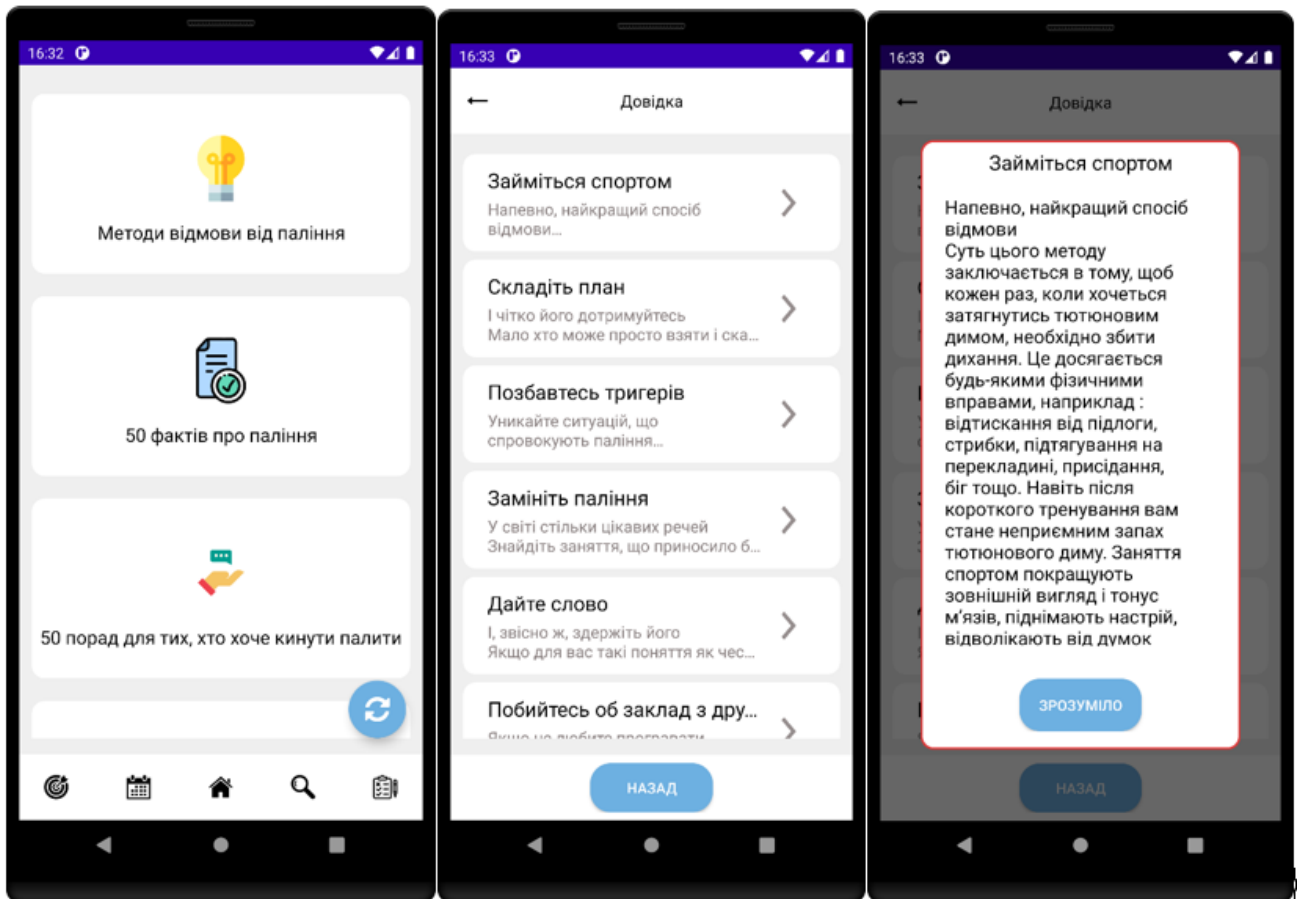 16:32
Методи відмови від паління
50 фактів про паління
50 порад для тих, хто хоче кинути палити
16:33
Довідка
Займіться спортом
Напевно, найкращий спосіб
відмови...
Складіть план
І чітко його дотримуйтесь
Мало хто може просто взяти і ска...
Позбавтесь тригерів
Уникайте ситуацій, що
спровокують паління...
Замініть паління
У світі стільки цікавих речей
Знайдіть заняття, що приносило б...
Дайте слово
І, звісно ж, здержіть його
Якщо для вас такі поняття як чес...
Побийтесь об заклад з дру...
Якщо не любите програвати
НАЗАД
16:33
Довідка
Займіться спортом
Напевно, найкращий спосіб
відмови
Суть цього методу
заключається в тому, щоб
кожен раз, коли хочеться
затягнутись тютюновим
димом, необхідно збити
дихання. Це досягається
будь-якими фізичними
вправами, наприклад :
відтискання від підлоги,
стрибки, підтягування на
перекладині, присідання,
біг тощо. Навіть після
короткого тренування вам
стане неприємним запах
тютюнового диму. Заняття
спортом покращують
зовнішній вигляд і тонус
м’язів, піднімають настрій,
відволікають від думок
ЗРОЗУМІЛО
НАЗАД